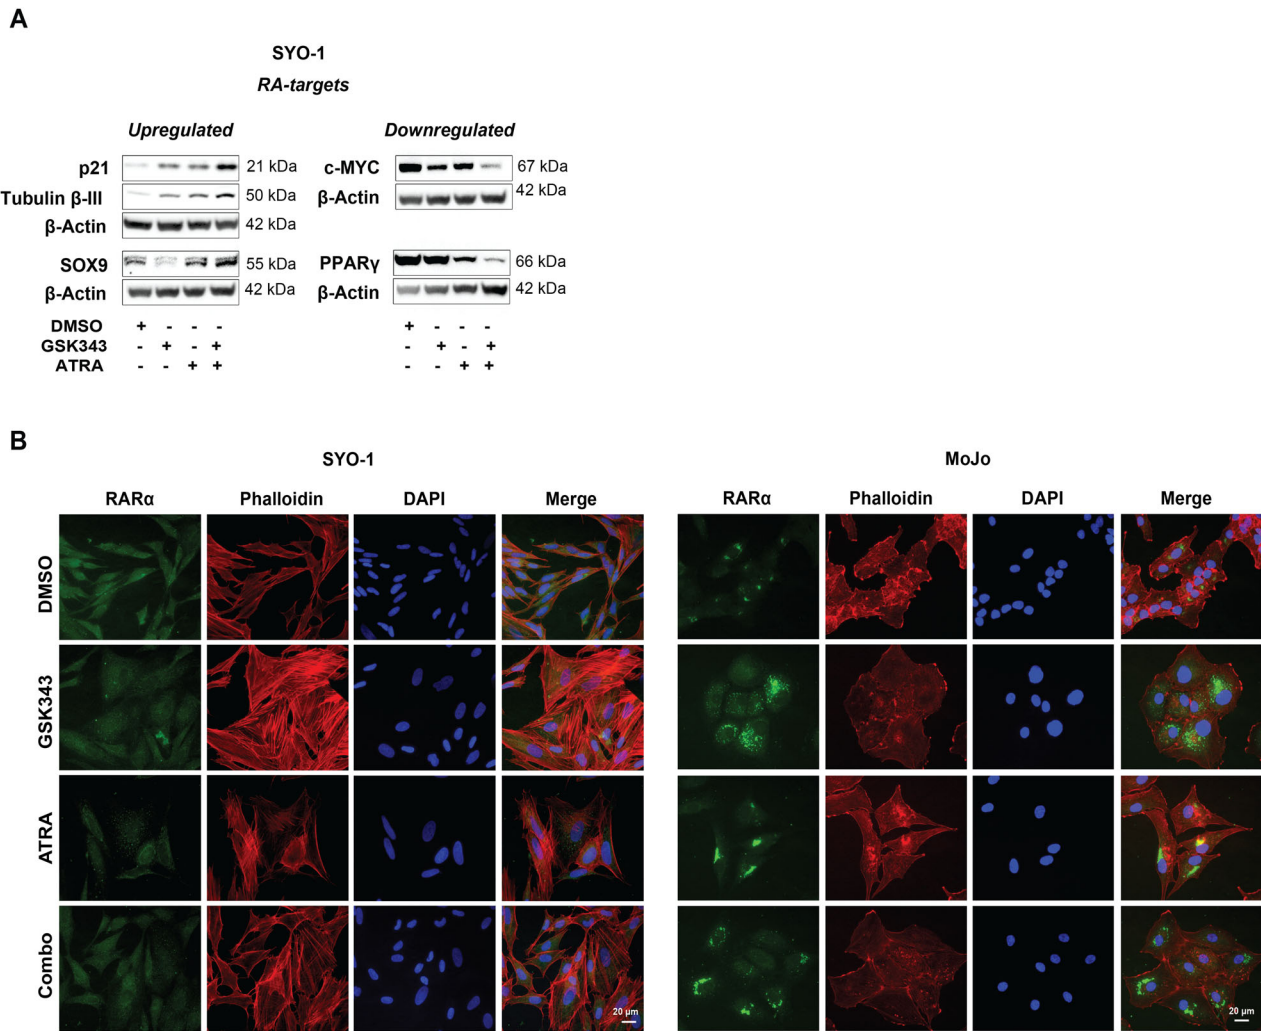 A
SYO-1
RA-targets
Upregulated
Downregulated
p21
21 kDa
Tubulin β-III
50 kDa
β-Actin
42 kDa
SOX9
55 kDa
β-Actin
42 kDa
c-MYC
67 kDa
β-Actin
42 kDa
PPARγ
66 kDa
β-Actin
42 kDa
DMSO + - - - + - - -
GSK343 - + - + - + - +
ATRA - - + + - - + +
B
SYO-1
MoJo
RARα Phalloidin DAPI Merge
RARα Phalloidin DAPI Merge
DMSO
GSK343
ATRA
Combo
20 µm
20 µm